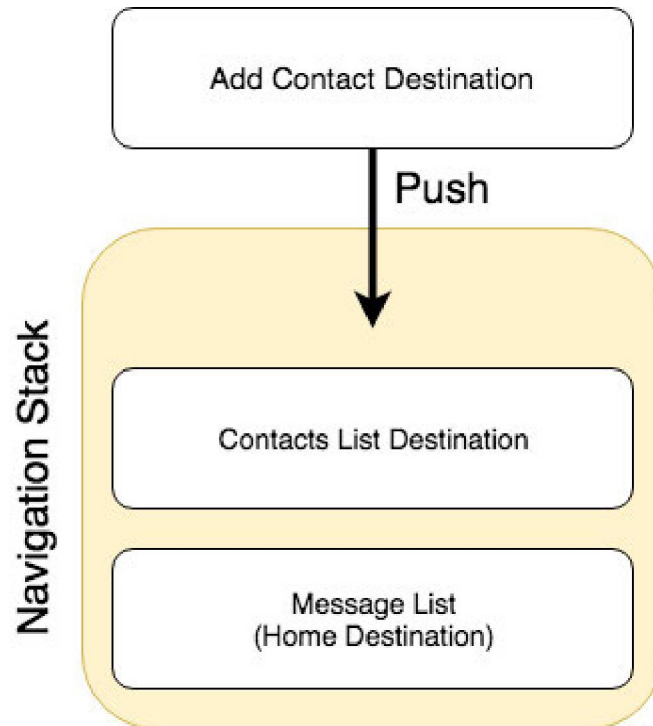 Add Contact Destination
Push
Navigation Stack
Contacts List Destination
Message List
(Home Destination)